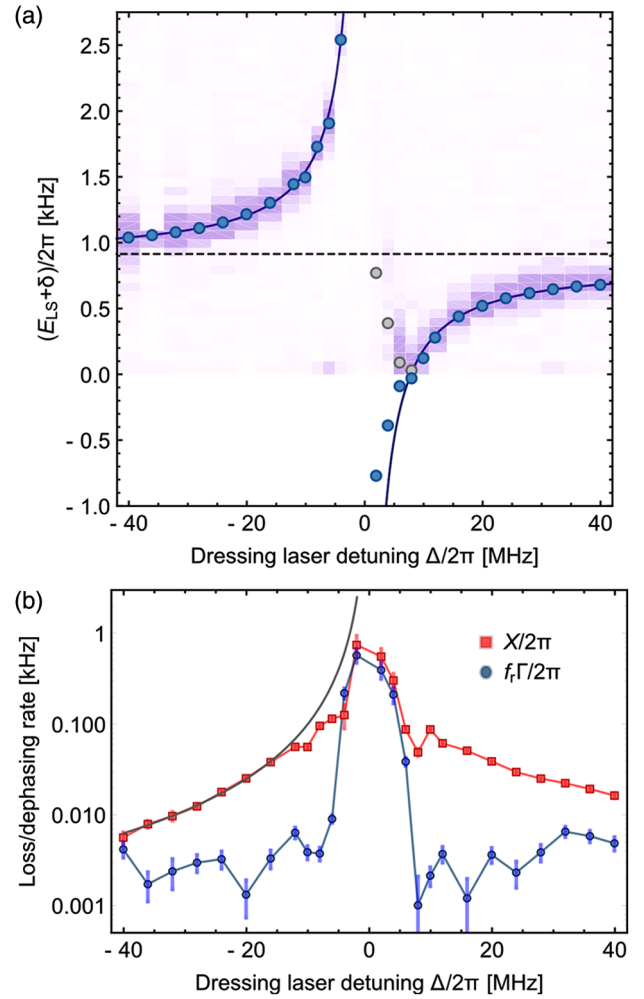 (a)
2.5
2.0
1.5
1.0
0.5
0.0
- 0.5
- 1.0
(E_LS+δ)/2π [kHz]
- 40 - 20 0 20 40
Dressing laser detuning Δ/2π [MHz]
(b)
1
0.100
0.010
0.001
Loss/dephasing rate [kHz]
X/2π
f_rΓ/2π
- 40 - 20 0 20 40
Dressing laser detuning Δ/2π [MHz]